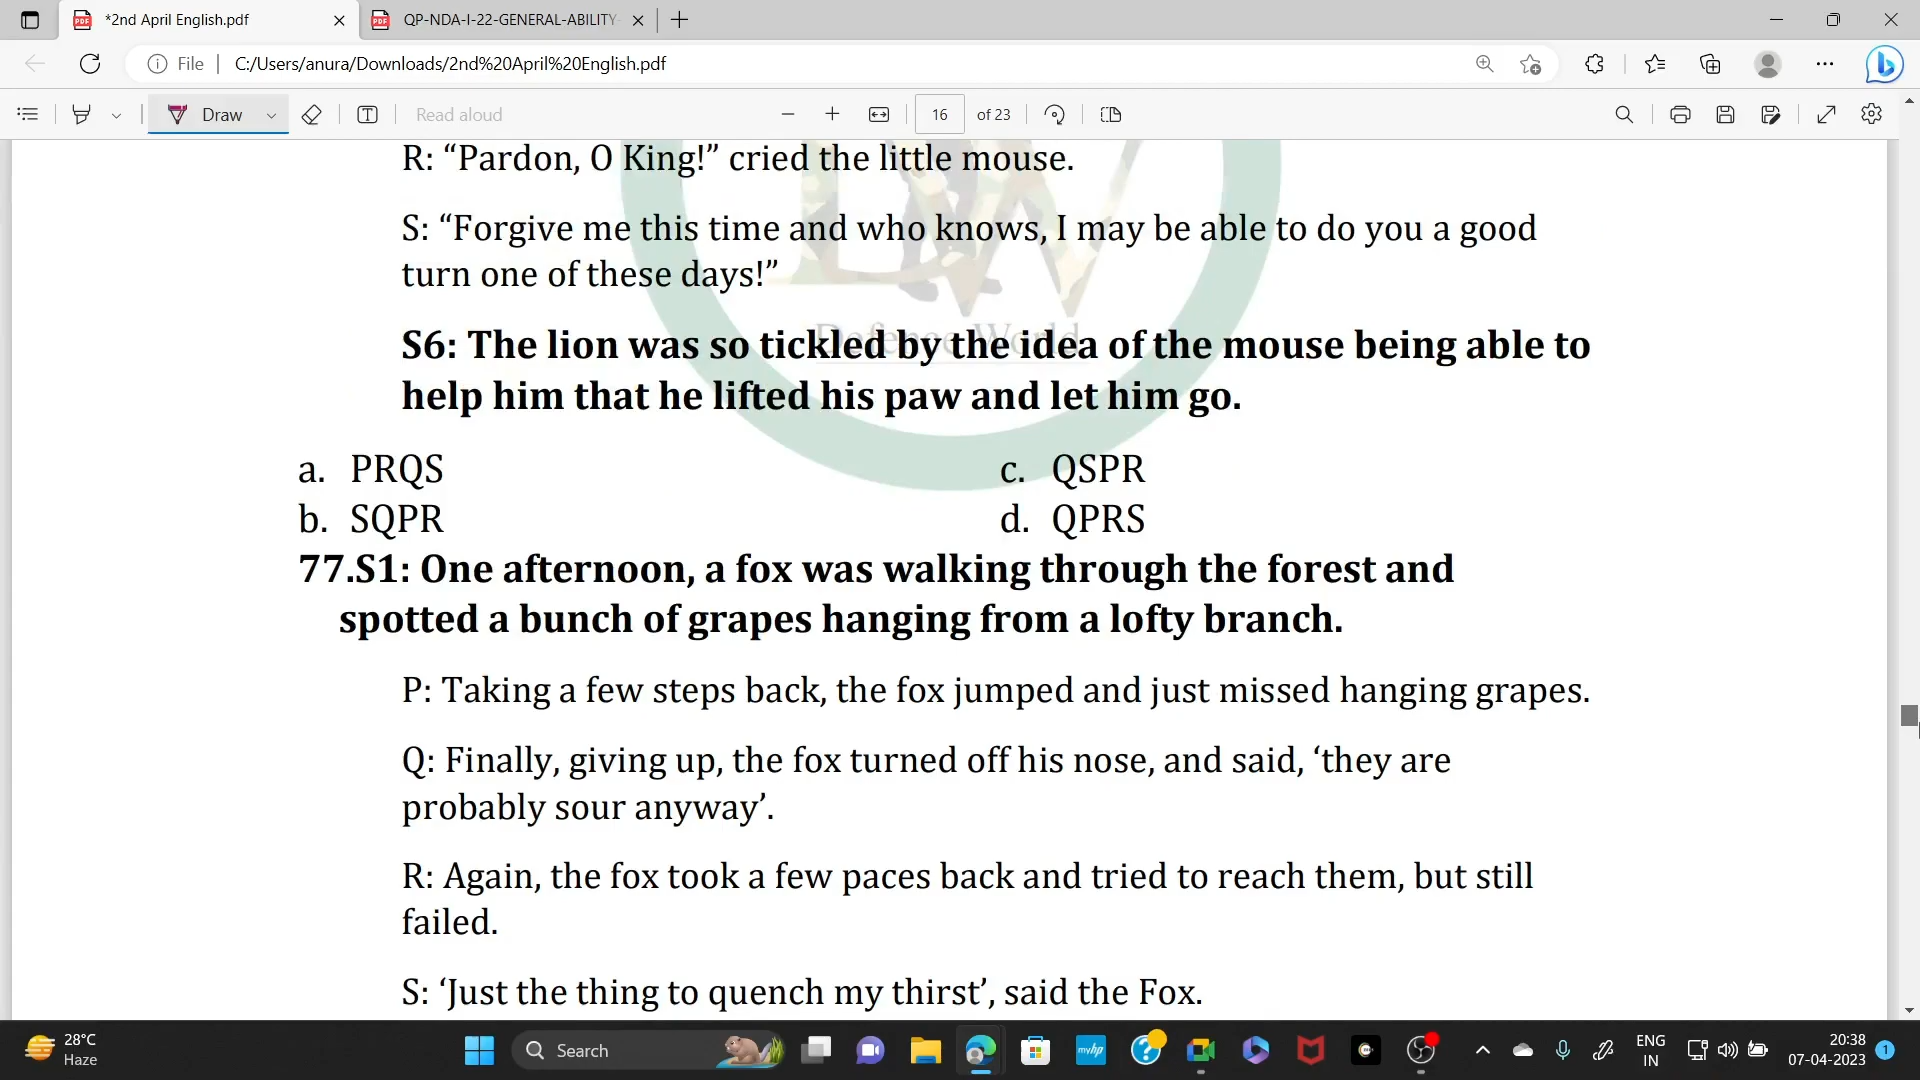 *2nd April English.pdf
QP-NDA-I-22-GENERAL-ABILITY-
File
C:/Users/anura/Downloads/2nd%20April%20English.pdf
Draw
Read aloud
16 of 23
R: “Pardon, O King!” cried the little mouse.
S: “Forgive me this time and who knows, I may be able to do you a good
turn one of these days!”
Defence World
S6: The lion was so tickled by the idea of the mouse being able to
help him that he lifted his paw and let him go.
a. PRQS
c. QSPR
b. SQPR
d. QPRS
77.S1: One afternoon, a fox was walking through the forest and
spotted a bunch of grapes hanging from a lofty branch.
P: Taking a few steps back, the fox jumped and just missed hanging grapes.
Q: Finally, giving up, the fox turned off his nose, and said, ‘they are
probably sour anyway’.
R: Again, the fox took a few paces back and tried to reach them, but still
failed.
S: ‘Just the thing to quench my thirst’, said the Fox.
28°C
Haze
Search
myhp
ENG
IN
20:38
07-04-2023
1